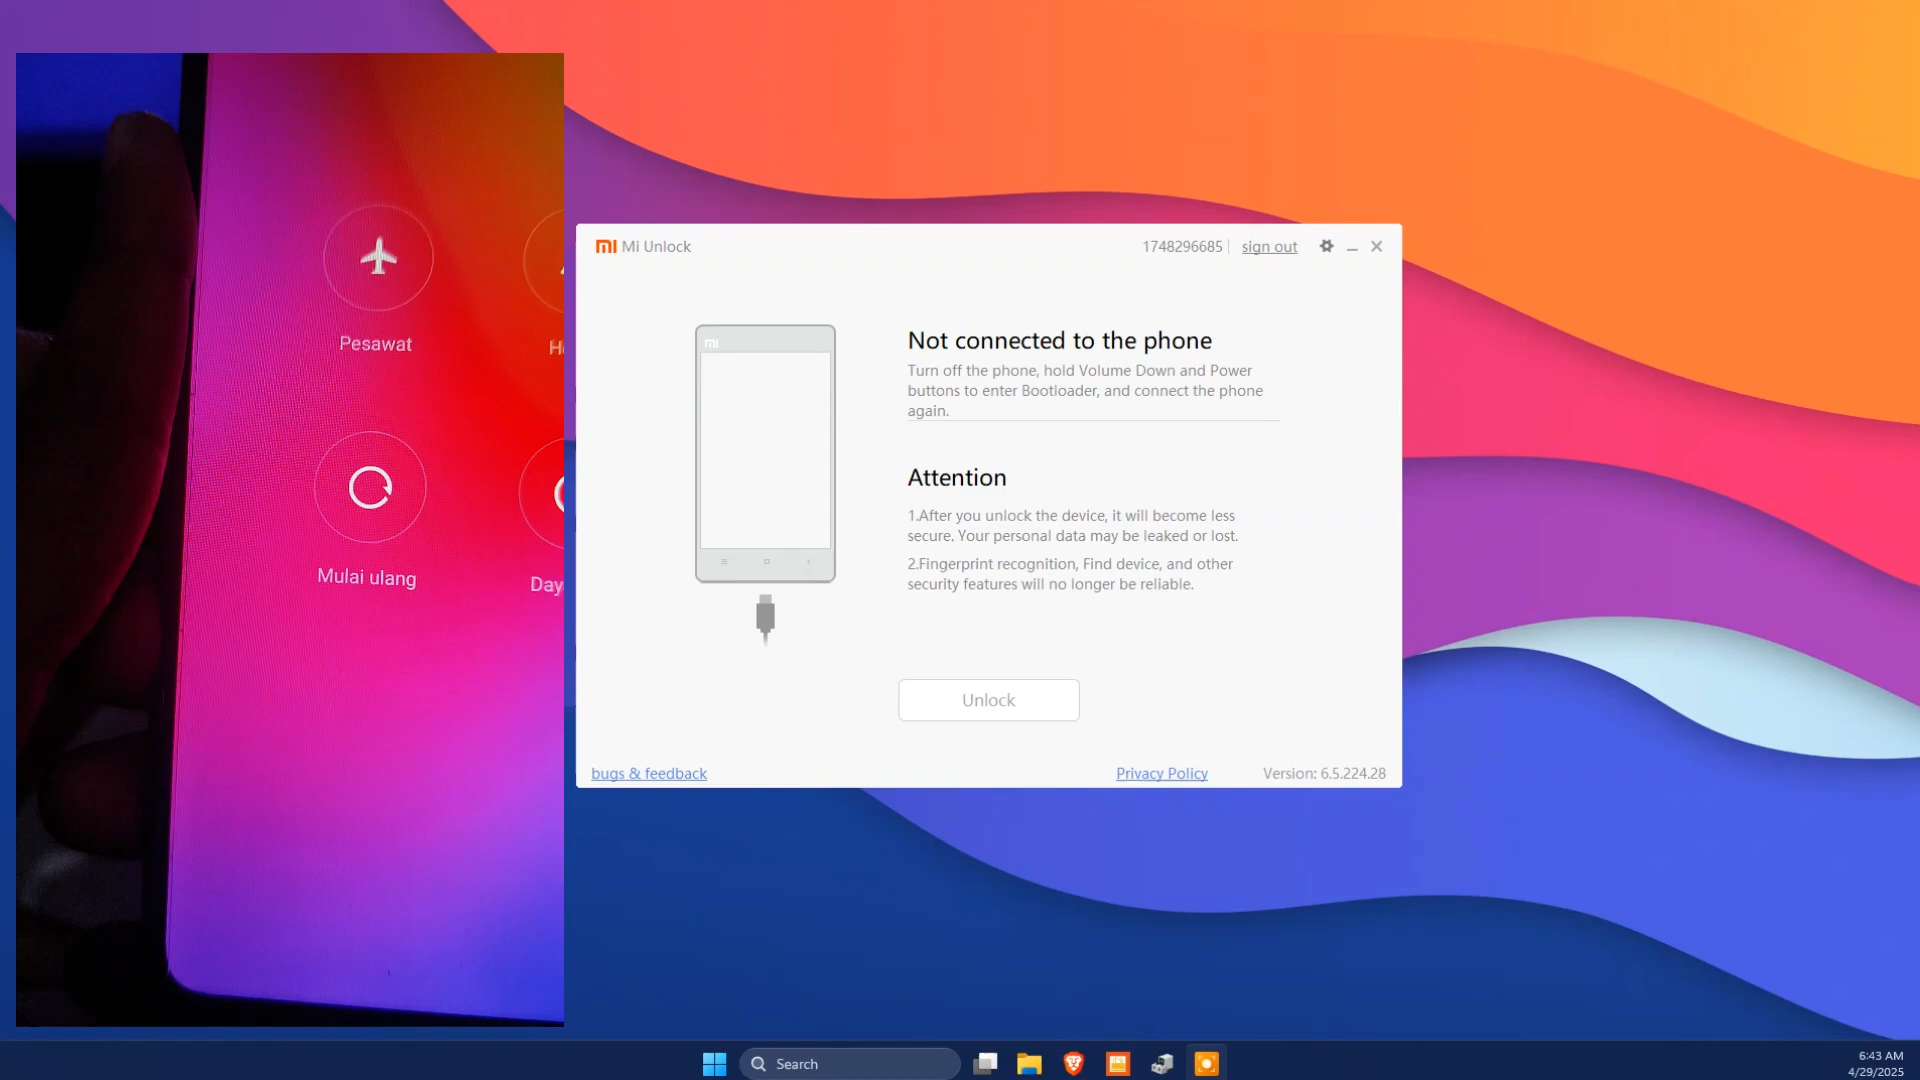 Pesawat
Mulai ulang
Day
Mi Unlock
1748296685
sign out
mi
Not connected to the phone
Turn off the phone, hold Volume Down and Power
buttons to enter Bootloader, and connect the phone
again.
Attention
1.After you unlock the device, it will become less
secure. Your personal data may be leaked or lost.
2.Fingerprint recognition, Find device, and other
security features will no longer be reliable.
Unlock
bugs & feedback
Privacy Policy
Version: 6.5.224.28
Search
6:43 AM
4/29/2025